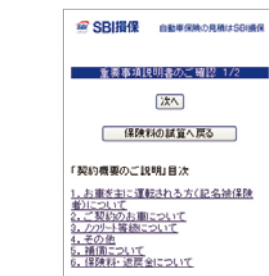 SBI損保
自動車保険の見積はSBI損保
重要事項説明書のご確認 1/2
次へ
保険料の試算へ戻る
「契約概要のご説明」目次
1. お車を主に運転される方(記名被保険
者)について
2. ご契約のお車について
3. ノンフリート等級について
4. その他
5. 補償について
6. 保険料・返戻金について